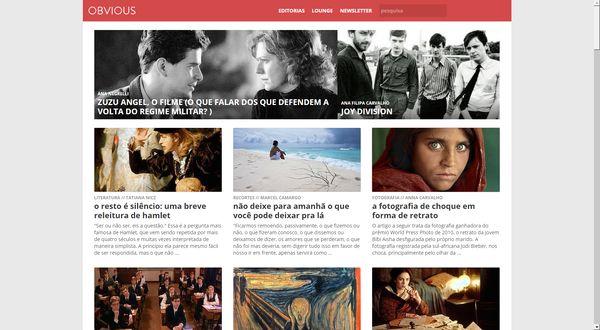 OBVIOUS
EDITORIAS LOUNGE NEWSLETTER pesquisa
ANA NEGRELLI
ZUZU ANGEL, O FILME (O QUE FALAR DOS QUE DEFENDEM A
VOLTA DO REGIME MILITAR? )
ANA FILIPA CARVALHO
JOY DIVISION
LITERATURA // TATIANA NICZ
o resto é silêncio: uma breve
releitura de hamlet
"Ser ou não ser, eis a questão." Essa é a pergunta mais
famosa de Hamlet, que vem sendo repetida por mais
de quatro séculos e muitas vezes interpretada de
maneira simplista. A princípio ela parece mesmo fácil
de ser respondida, mas o que não ...
RECORTES // MARCEL CAMARGO
não deixe para amanhã o que
você pode deixar pra lá
"Ficarmos remoendo, passivamente, o que fizemos ou
não, o que fizeram conosco, o que dissemos ou
deixamos de dizer, os amores que se perderam, o que
não foi mas deveria, sem digerir tudo isso em favor de
nosso ir em frente, apenas servirá como ...
FOTOGRAFIA // ANNA CARVALHO
a fotografia de choque em
forma de retrato
O artigo a seguir trata da fotografia ganhadora do
prêmio World Press Photo de 2010, o retrato da jovem
Bibi Aisha desfigurada pelo próprio marido. A
fotografia registrada pela sul-africana Jodi Bieber, nos
choca, principalmente pelo olhar da ...